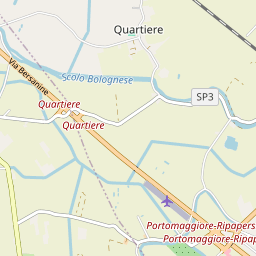 Quartiere
Via Bersanine
Scolo Bolognese
SP3
Quartiere
Quartiere
Portomaggiore-Ripapers
Portomaggiore-Ripap